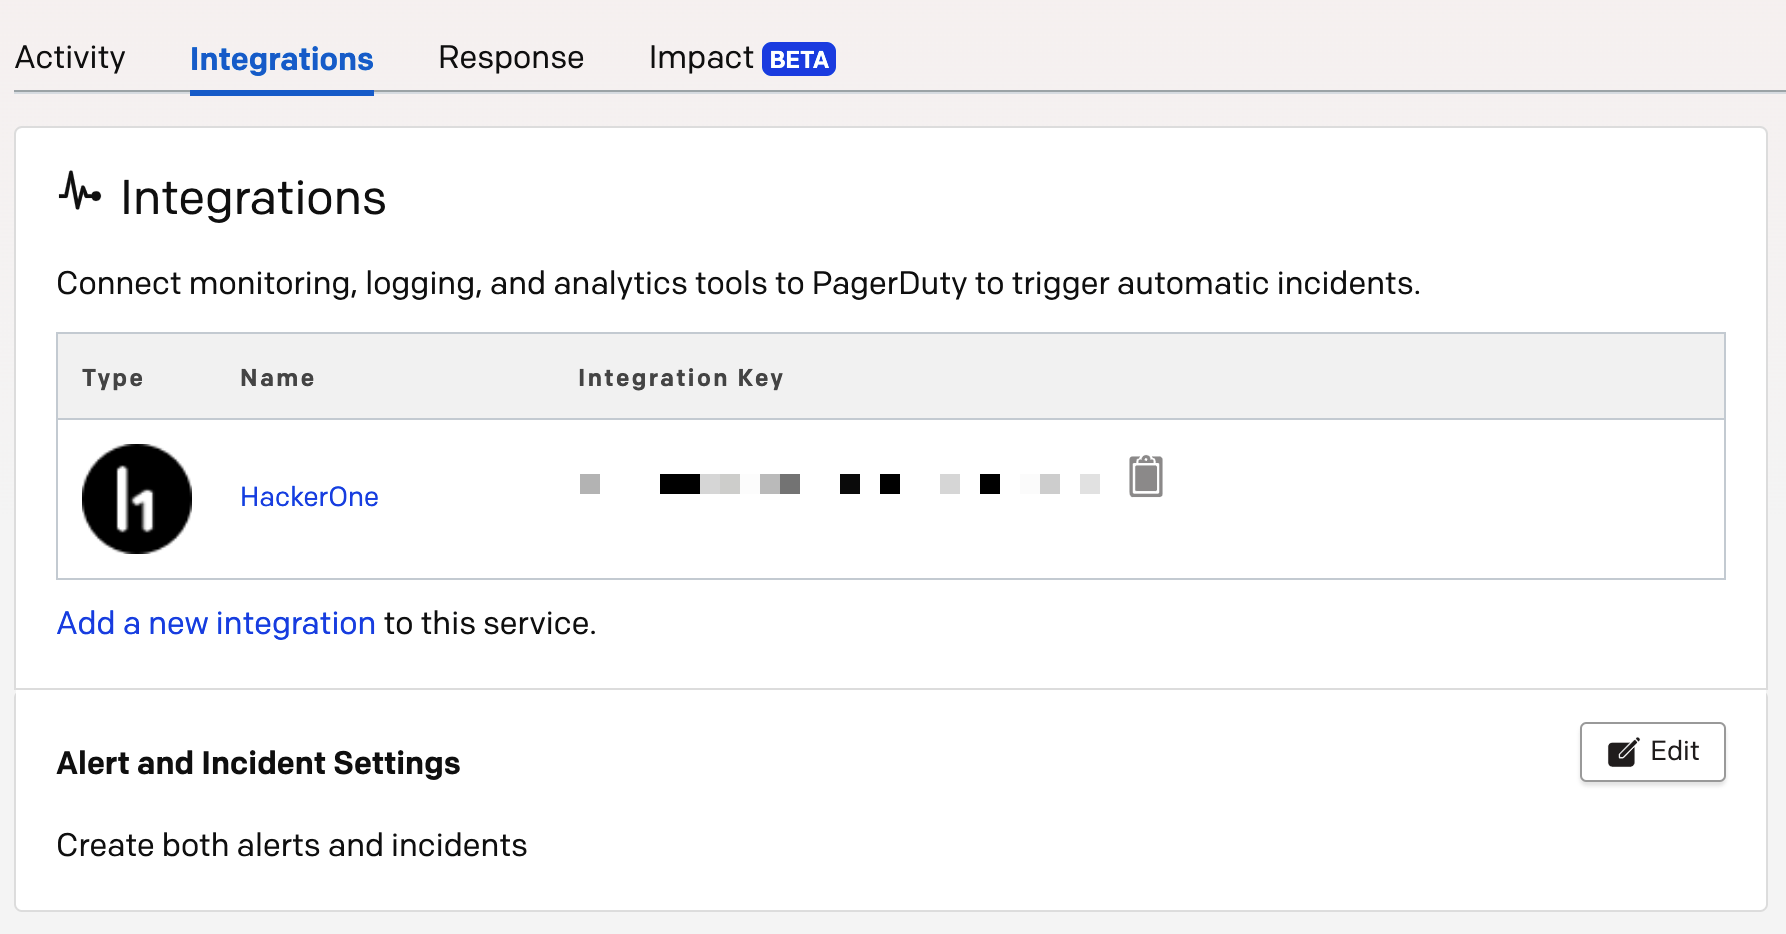 Activity Integrations Response Impact BETA
Integrations
Connect monitoring, logging, and analytics tools to PagerDuty to trigger automatic incidents.
Type Name Integration Key
h1 HackerOne
Add a new integration to this service.
Alert and Incident Settings
Edit
Create both alerts and incidents